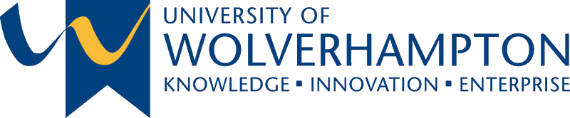 UNIVERSITY OF
WOLVERHAMPTON
KNOWLEDGE ▪ INNOVATION ▪ ENTERPRISE